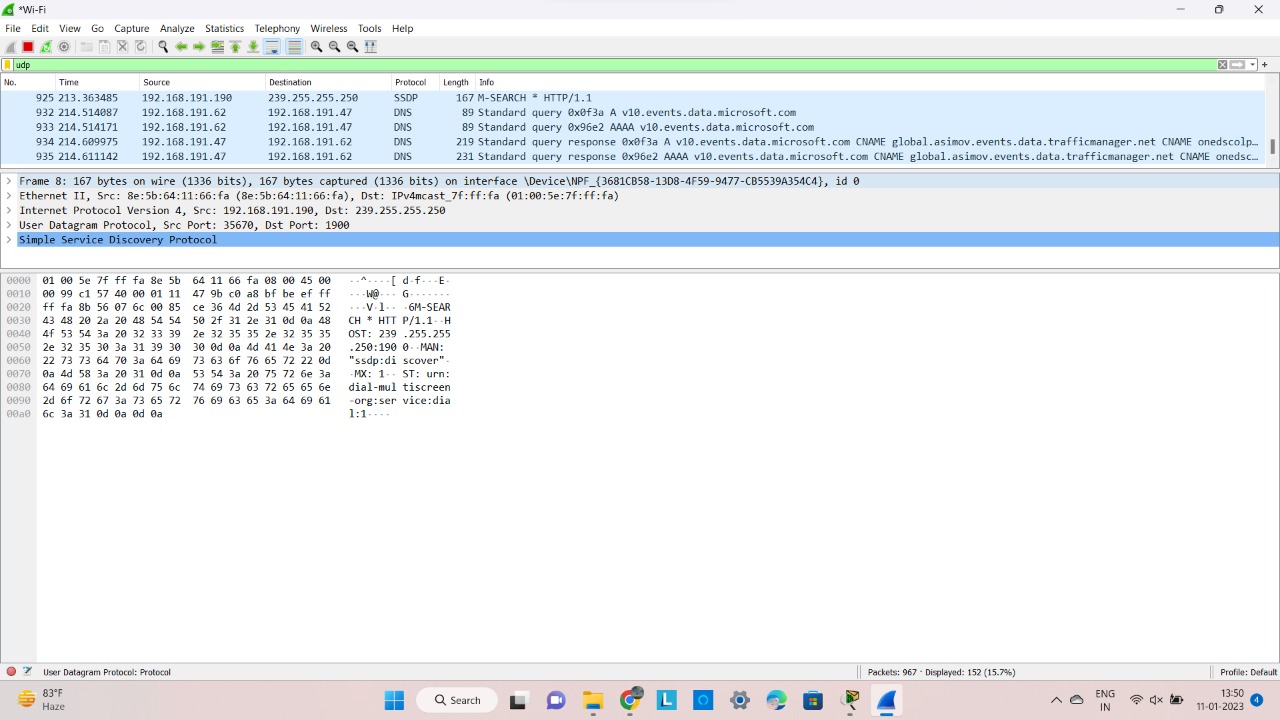 *Wi-Fi
File Edit View Go Capture Analyze Statistics Telephony Wireless Tools Help
udp
No. Time Source Destination Protocol Length Info
925 213.363485 192.168.191.190 239.255.255.250 SSDP 167 M-SEARCH * HTTP/1.1
932 214.514087 192.168.191.62 192.168.191.47 DNS 89 Standard query 0x0f3a A v10.events.data.microsoft.com
933 214.514171 192.168.191.62 192.168.191.47 DNS 89 Standard query 0x96e2 AAAA v10.events.data.microsoft.com
934 214.609975 192.168.191.47 192.168.191.62 DNS 219 Standard query response 0x0f3a A v10.events.data.microsoft.com CNAME global.asimov.events.data.trafficmanager.net CNAME onedscolp…
935 214.611142 192.168.191.47 192.168.191.62 DNS 231 Standard query response 0x96e2 AAAA v10.events.data.microsoft.com CNAME global.asimov.events.data.trafficmanager.net CNAME onedsc…
Frame 8: 167 bytes on wire (1336 bits), 167 bytes captured (1336 bits) on interface \Device\NPF_{3681CB58-13D8-4F59-9477-CB5539A354C4}, id 0
Ethernet II, Src: 8e:5b:64:11:66:fa (8e:5b:64:11:66:fa), Dst: IPv4mcast_7f:ff:fa (01:00:5e:7f:ff:fa)
Internet Protocol Version 4, Src: 192.168.191.190, Dst: 239.255.255.250
User Datagram Protocol, Src Port: 35670, Dst Port: 1900
Simple Service Discovery Protocol
0000 01 00 5e 7f ff fa 8e 5b 64 11 66 fa 08 00 45 00 ··^····[ d·f···E·
0010 00 99 c1 57 40 00 01 11 47 9b c0 a8 bf be ef ff ···W@··· G·······
0020 ff fa 8b 56 07 6c 00 85 ce 36 4d 2d 53 45 41 52 ···V·l·· ·6M-SEAR
0030 43 48 20 2a 20 48 54 54 50 2f 31 2e 31 0d 0a 48 CH * HTT P/1.1··H
0040 4f 53 54 3a 20 32 33 39 2e 32 35 35 2e 32 35 35 OST: 239 .255.255
0050 2e 32 35 30 3a 31 39 30 30 0d 0a 4d 41 4e 3a 20 .250:190 0··MAN:
0060 22 73 73 64 70 3a 64 69 73 63 6f 76 65 72 22 0d "ssdp:di scover"·
0070 0a 4d 58 3a 20 31 0d 0a 53 54 3a 20 75 72 6e 3a ·MX: 1·· ST: urn:
0080 64 69 61 6c 2d 6d 75 6c 74 69 73 63 72 65 65 6e dial-mul tiscreen
0090 2d 6f 72 67 3a 73 65 72 76 69 63 65 3a 64 69 61 -org:ser vice:dia
00a0 6c 3a 31 0d 0a 0d 0a l:1····
User Datagram Protocol: Protocol Packets: 967 · Displayed: 152 (15.7%) Profile: Default
83°F
Haze
Search
ENG
IN
13:50
11-01-2023
4